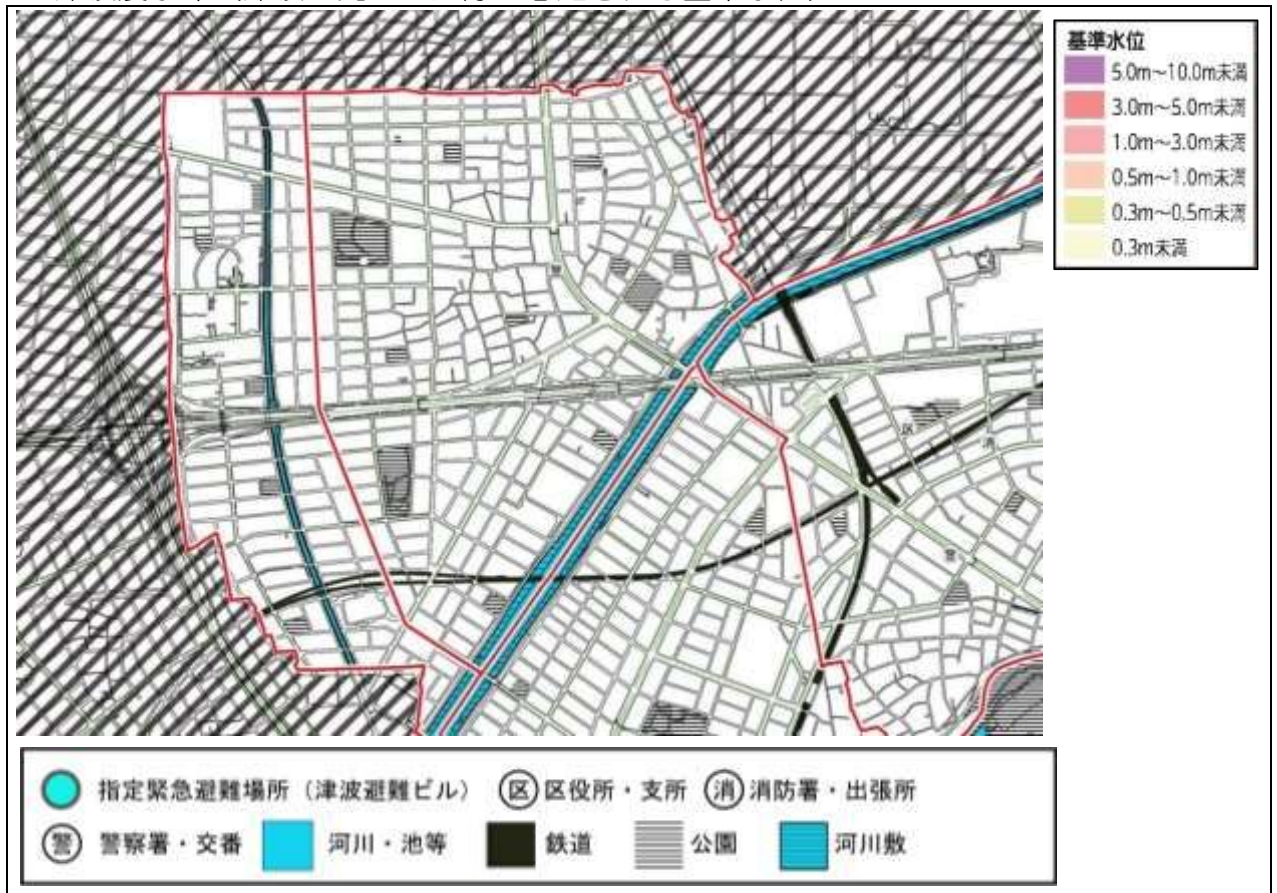 基準水位
5.0m～10.0m未満
3.0m～5.0m未満
1.0m～3.0m未満
0.5m～1.0m未満
0.3m～0.5m未満
0.3m未満
区
消
警
指定緊急避難場所（津波避難ビル）
区 区役所・支所
消 消防署・出張所
警 警察署・交番
河川・池等
鉄道
公園
河川敷